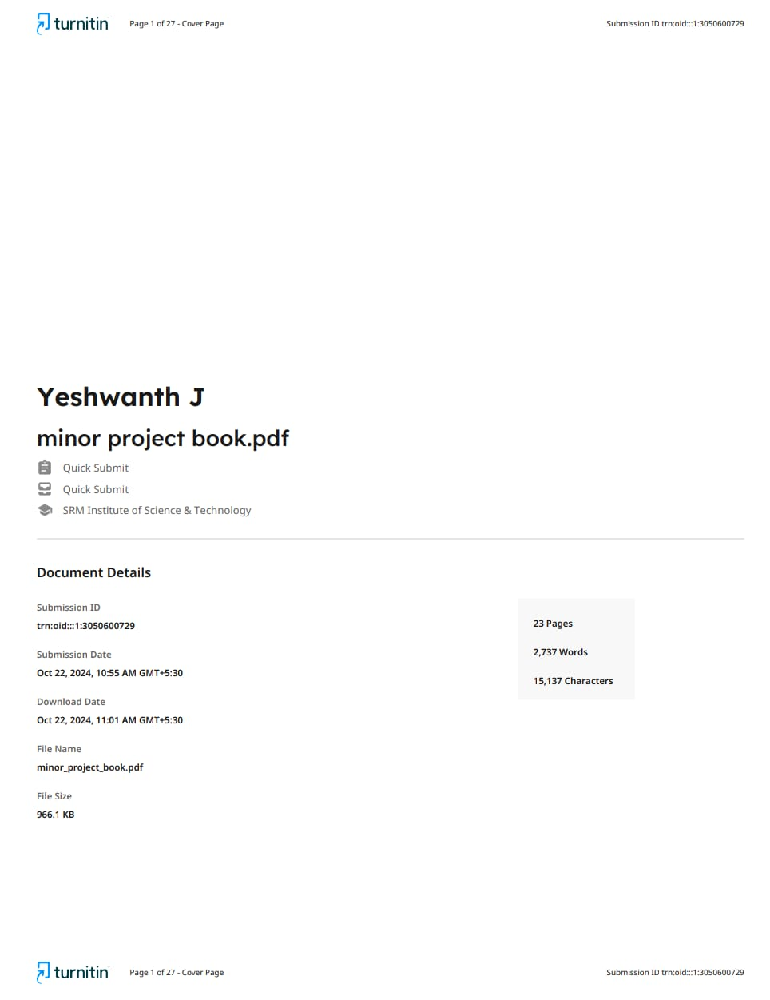 turnitin Page 1 of 27 - Cover Page Submission ID trn:oid:::1:3050600729
Yeshwanth J
minor project book.pdf
Quick Submit
Quick Submit
SRM Institute of Science & Technology
Document Details
Submission ID
trn:oid:::1:3050600729
Submission Date
Oct 22, 2024, 10:55 AM GMT+5:30
Download Date
Oct 22, 2024, 11:01 AM GMT+5:30
File Name
minor_project_book.pdf
File Size
966.1 KB
23 Pages
2,737 Words
15,137 Characters
turnitin Page 1 of 27 - Cover Page Submission ID trn:oid:::1:3050600729